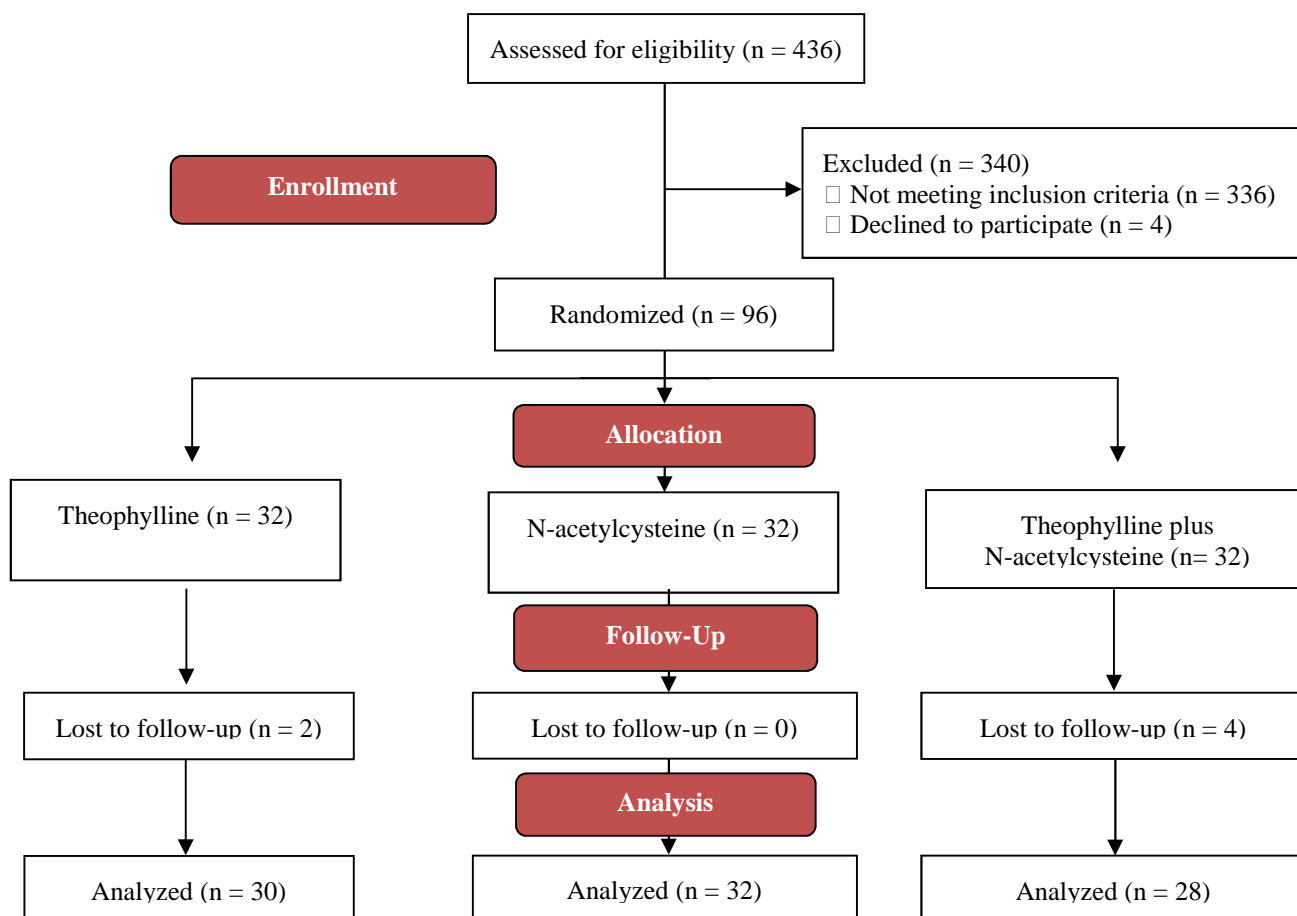 Assessed for eligibility (n = 436)
Enrollment
Excluded (n = 340)
□ Not meeting inclusion criteria (n = 336)
□ Declined to participate (n = 4)
Randomized (n = 96)
Allocation
Theophylline (n = 32)
N-acetylcysteine (n = 32)
Theophylline plus
N-acetylcysteine (n= 32)
Follow-Up
Lost to follow-up (n = 2)
Lost to follow-up (n = 0)
Lost to follow-up (n = 4)
Analysis
Analyzed (n = 30)
Analyzed (n = 32)
Analyzed (n = 28)